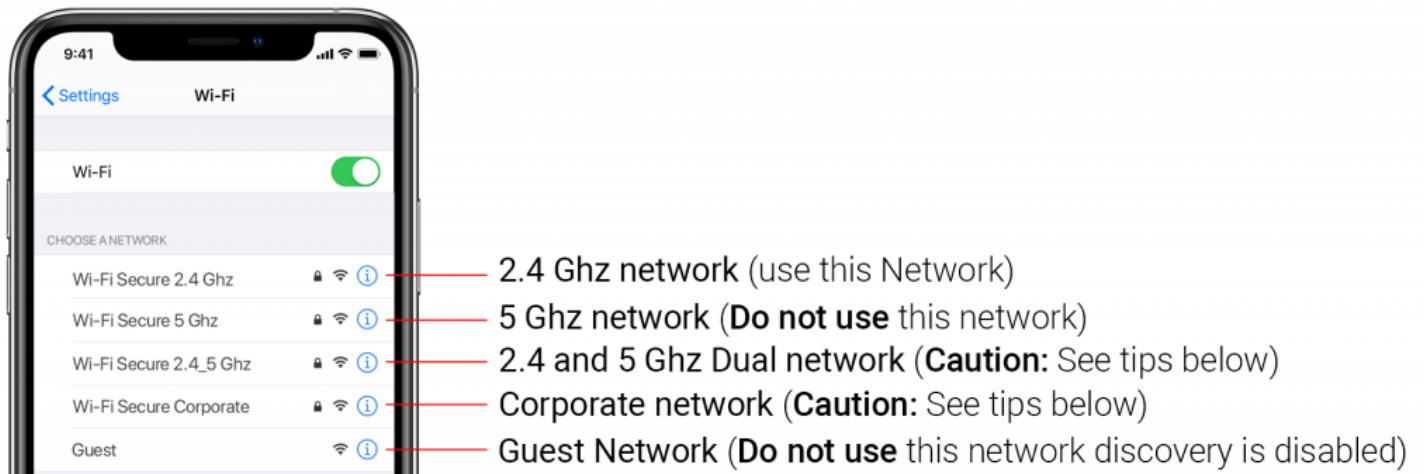 9:41
Settings
Wi-Fi
Wi-Fi
CHOOSE A NETWORK
Wi-Fi Secure 2.4 Ghz
2.4 Ghz network (use this Network)
Wi-Fi Secure 5 Ghz
5 Ghz network (Do not use this network)
Wi-Fi Secure 2.4_5 Ghz
2.4 and 5 Ghz Dual network (Caution: See tips below)
Wi-Fi Secure Corporate
Corporate network (Caution: See tips below)
Guest
Guest Network (Do not use this network discovery is disabled)